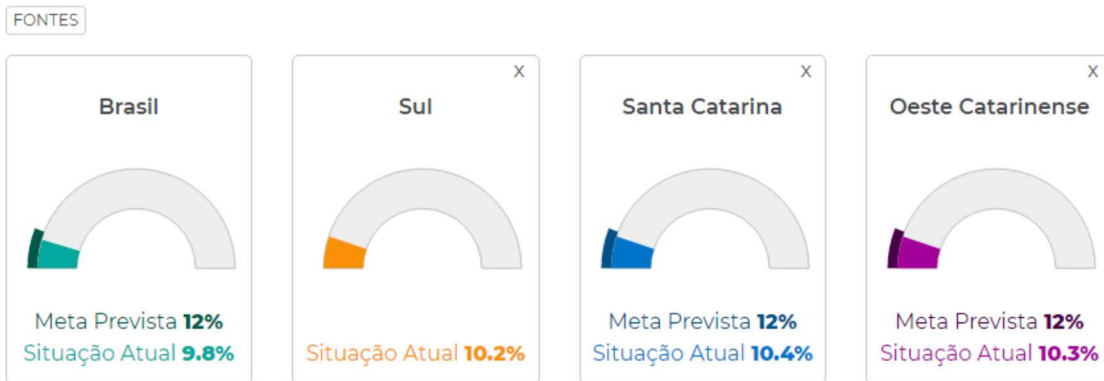 FONTES
X
Brasil
Meta Prevista 12%
Situação Atual 9.8%
Sul
Situação Atual 10.2%
X
Santa Catarina
Meta Prevista 12%
Situação Atual 10.4%
X
Oeste Catarinense
Meta Prevista 12%
Situação Atual 10.3%